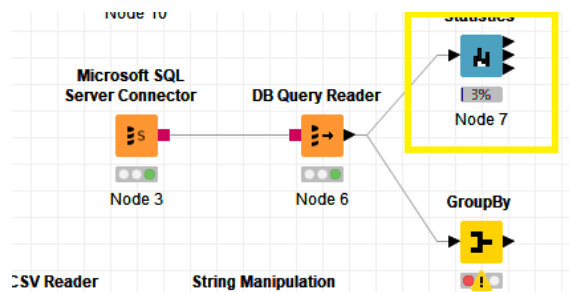 Node 10
Statistics
Microsoft SQL
Server Connector
DB Query Reader
3%
Node 7
S
Node 3
Node 6
GroupBy
!
CSV Reader
String Manipulation